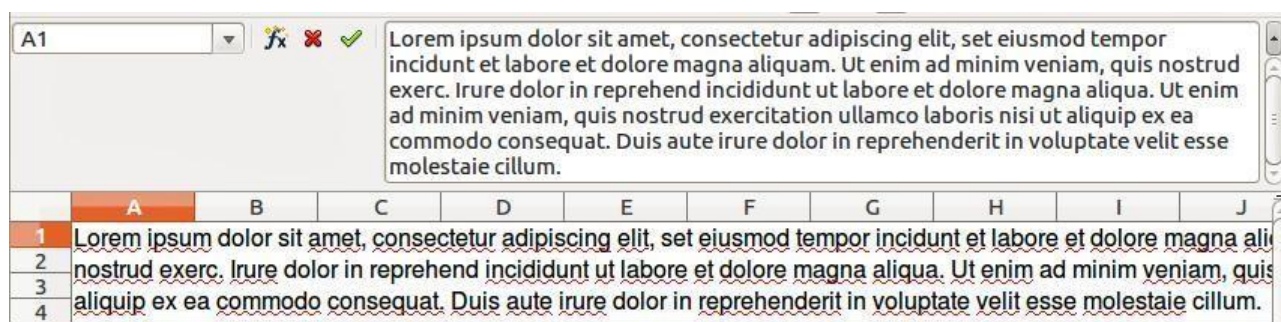 A1
Lorem ipsum dolor sit amet, consectetur adipiscing elit, set eiusmod tempor
incidunt et labore et dolore magna aliquam. Ut enim ad minim veniam, quis nostrud
exerc. Irure dolor in reprehend incididunt ut labore et dolore magna aliqua. Ut enim
ad minim veniam, quis nostrud exercitation ullamco laboris nisi ut aliquip ex ea
commodo consequat. Duis aute irure dolor in reprehenderit in voluptate velit esse
molestaie cillum.
A B C D E F G H I J
1 Lorem ipsum dolor sit amet, consectetur adipiscing elit, set eiusmod tempor incidunt et labore et dolore magna
2 nostrud exerc. Irure dolor in reprehend incididunt ut labore et dolore magna aliqua. Ut enim ad minim veniam, quis
3
4 aliquip ex ea commodo consequat. Duis aute irure dolor in reprehenderit in voluptate velit esse molestaie cillum.